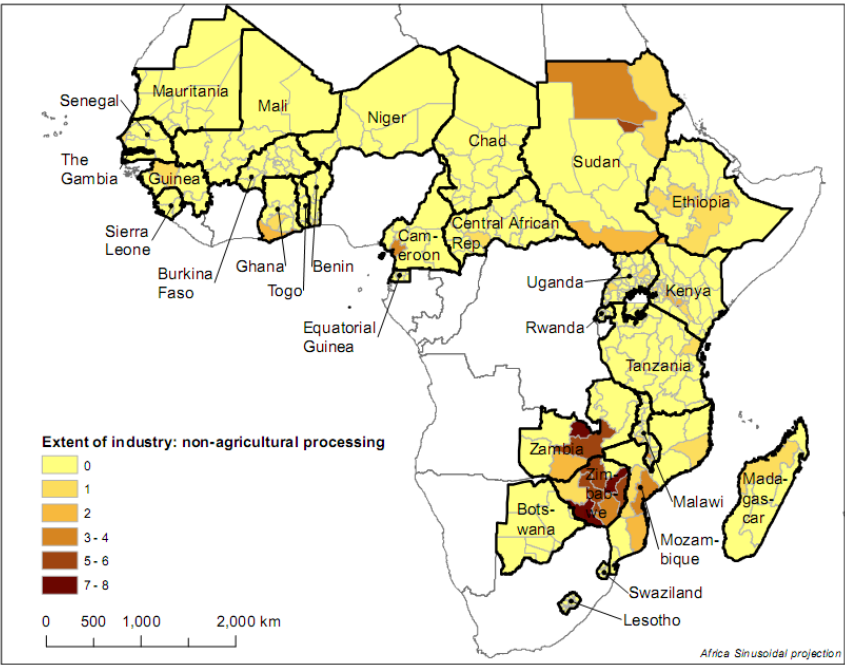 Mauritania
Mali
Niger
Chad
Sudan
Senegal
The
Gambia
Guinea
Sierra
Leone
Burkina
Faso
Ghana
Togo
Benin
Cam-
eroon
Central African
Rep.
Equatorial
Guinea
Ethiopia
Uganda
Kenya
Rwanda
Tanzania
Zambia
Zim-
bab-
we
Malawi
Mozam-
bique
Mada-
gas-
car
Bots-
wana
Swaziland
Lesotho
Extent of industry: non-agricultural processing
0
1
2
3 - 4
5 - 6
7 - 8
0 500 1,000 2,000 km
Africa Sinusoidal projection